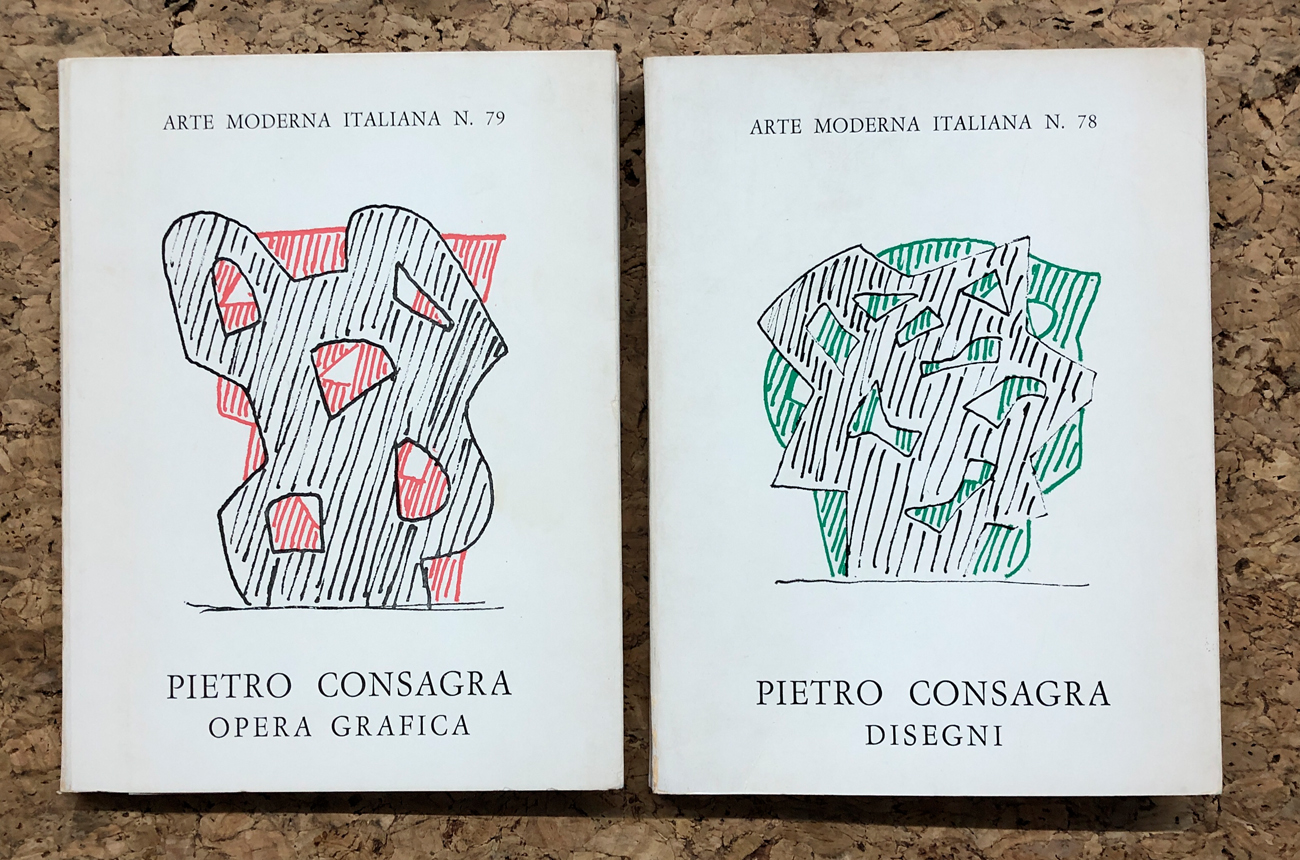 ARTE MODERNA ITALIANA N. 79
PIETRO CONSAGRA
OPERA GRAFICA
ARTE MODERNA ITALIANA N. 78
PIETRO CONSAGRA
DISEGNI